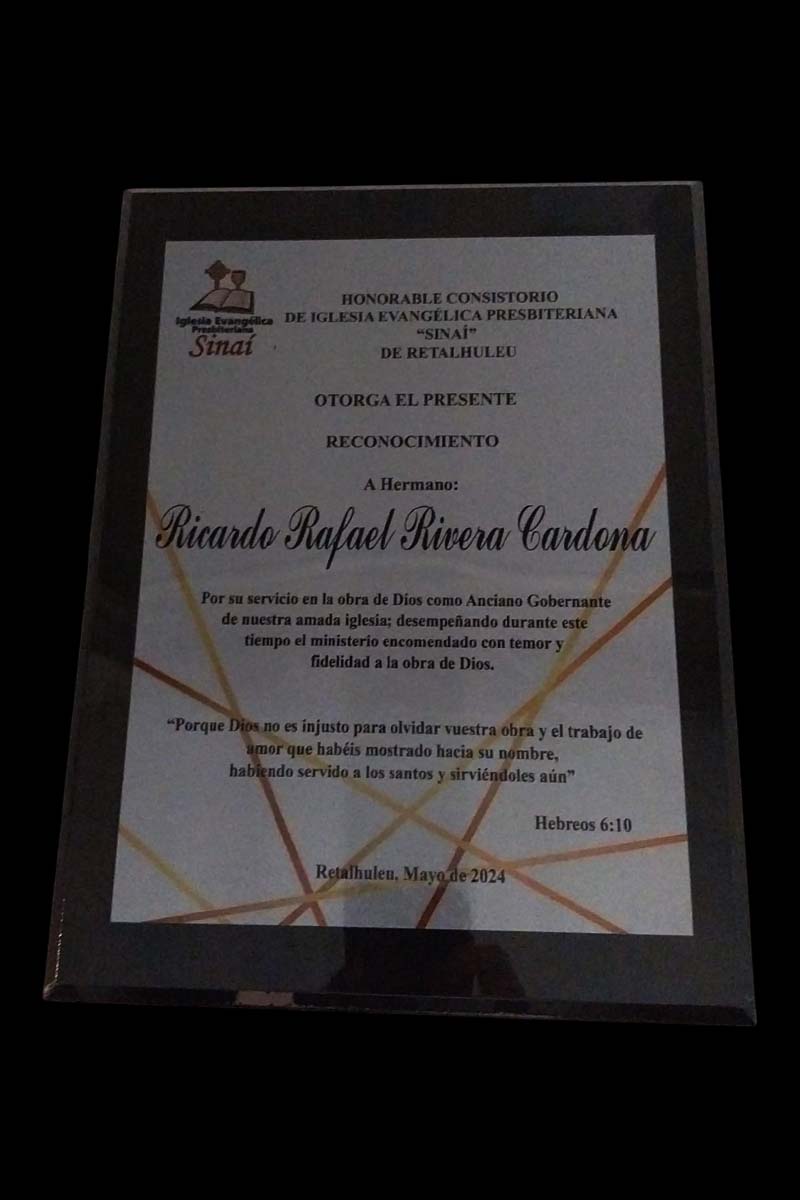 Iglesia Evangélica
Presbiteriana
Sinaí
HONORABLE CONSISTORIO
DE IGLESIA EVANGÉLICA PRESBITERIANA
“SINAÍ”
DE RETALHULEU
OTORGA EL PRESENTE
RECONOCIMIENTO
A Hermano:
Ricardo Rafael Rivera Cardona
Por su servicio en la obra de Dios como Anciano Gobernante
de nuestra amada iglesia; desempeñando durante este
tiempo el ministerio encomendado con temor y
fidelidad a la obra de Dios.
“Porque Dios no es injusto para olvidar vuestra obra y el trabajo de
amor que habéis mostrado hacia su nombre,
habiendo servido a los santos y sirviéndoles aún”
Hebreos 6:10
Retalhuleu, Mayo de 2024